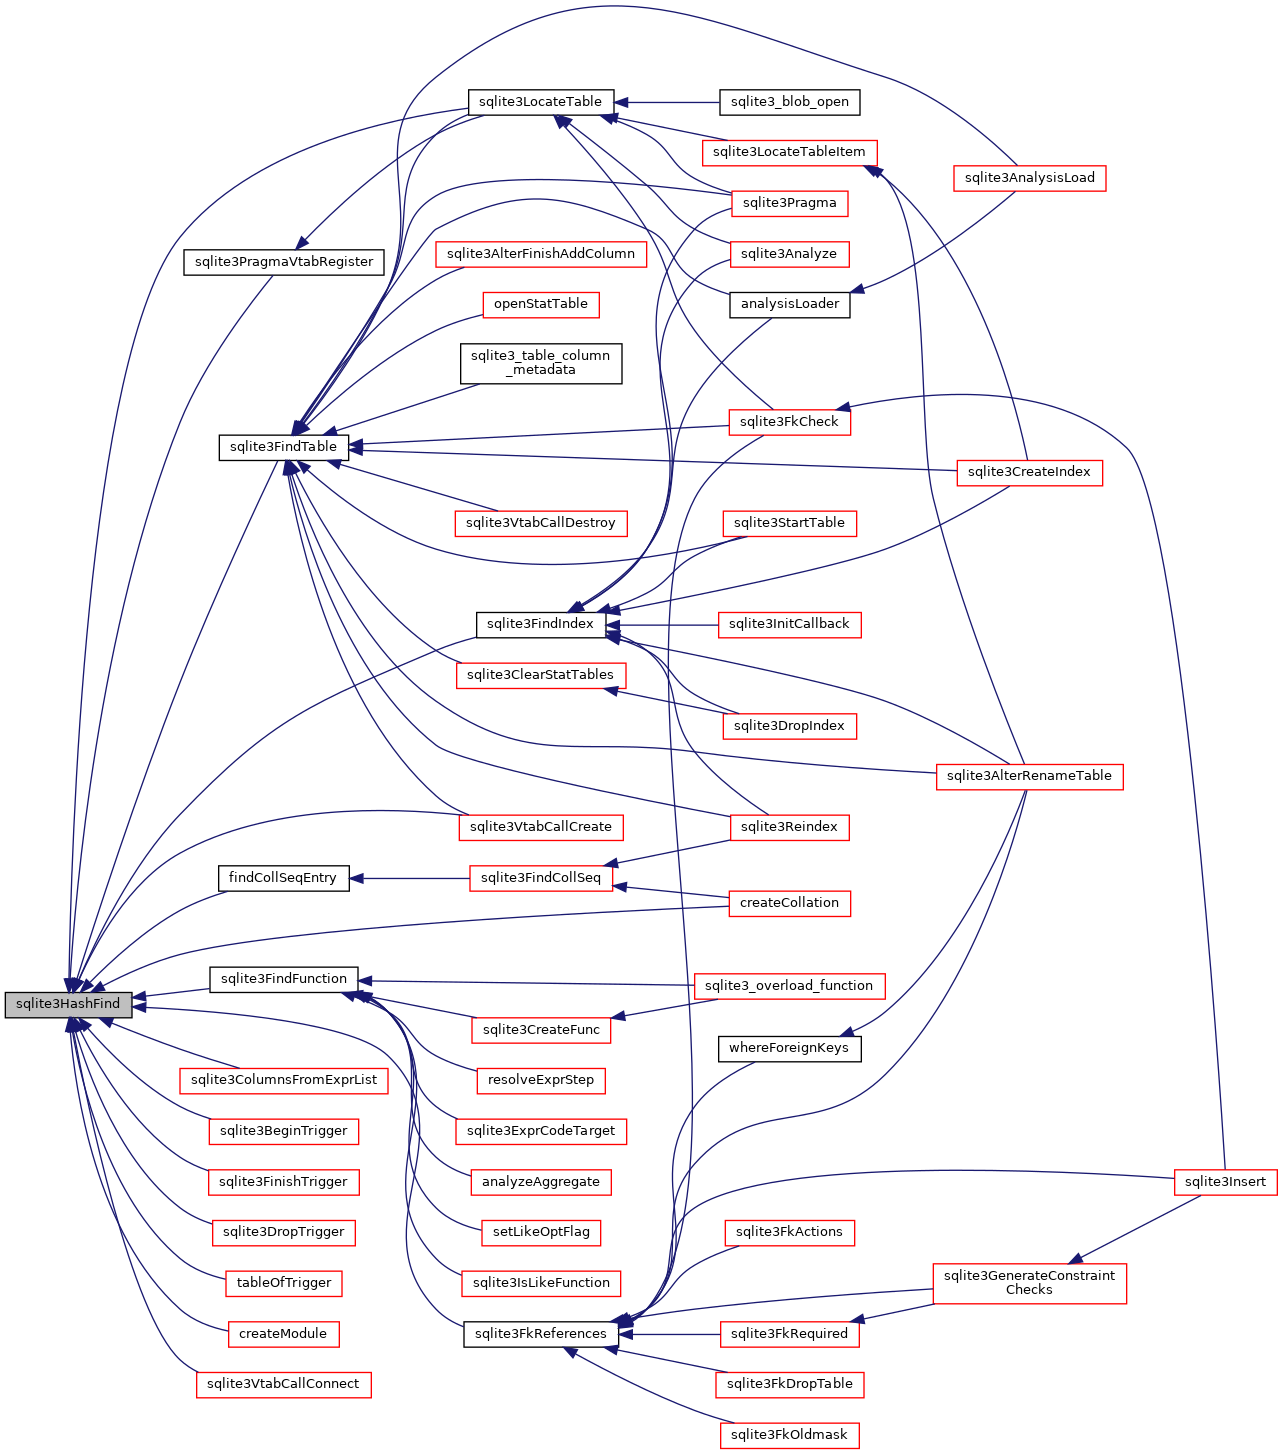 sqlite3LocateTable
sqlite3_blob_open
sqlite3LocateTableItem
sqlite3AnalysisLoad
sqlite3Pragma
sqlite3AlterFinishAddColumn
sqlite3Analyze
sqlite3PragmaVtabRegister
openStatTable
analysisLoader
sqlite3_table_column
_metadata
sqlite3FkCheck
sqlite3FindTable
sqlite3CreateIndex
sqlite3VtabCallDestroy
sqlite3StartTable
sqlite3FindIndex
sqlite3InitCallback
sqlite3ClearStatTables
sqlite3DropIndex
sqlite3AlterRenameTable
sqlite3VtabCallCreate
sqlite3Reindex
findCollSeqEntry
sqlite3FindCollSeq
createCollation
sqlite3FindFunction
sqlite3_overload_function
sqlite3HashFind
sqlite3CreateFunc
whereForeignKeys
sqlite3ColumnsFromExprList
resolveExprStep
sqlite3BeginTrigger
sqlite3ExprCodeTarget
sqlite3FinishTrigger
analyzeAggregate
sqlite3Insert
sqlite3DropTrigger
setLikeOptFlag
sqlite3FkActions
tableOfTrigger
sqlite3IsLikeFunction
sqlite3GenerateConstraint
Checks
createModule
sqlite3FkReferences
sqlite3FkRequired
sqlite3VtabCallConnect
sqlite3FkDropTable
sqlite3FkOldmask